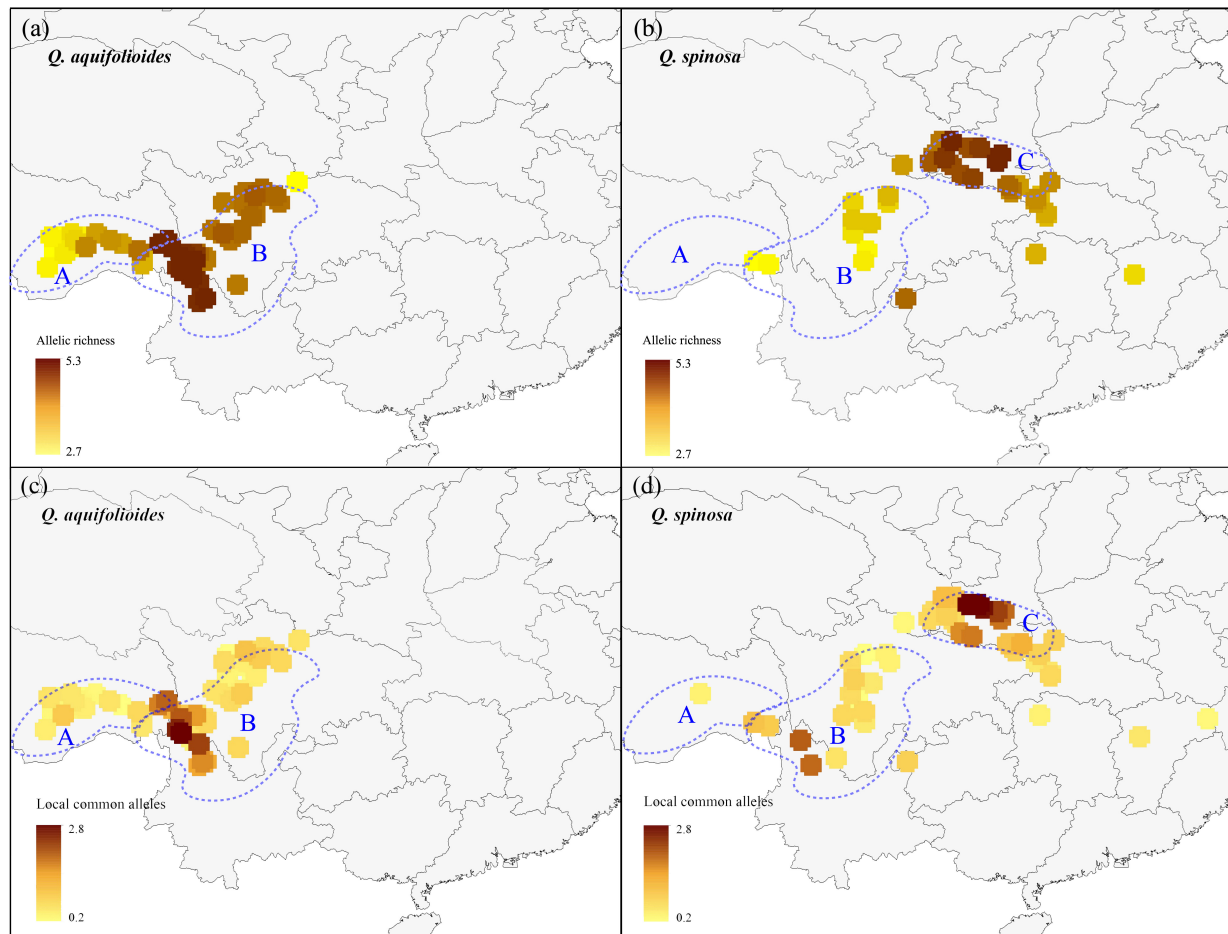 (a)
Q. aquifolioides
A
B
Allelic richness
5.3
2.7
(b)
Q. spinosa
C
A
B
Allelic richness
5.3
2.7
(c)
Q. aquifolioides
A
B
Local common alleles
2.8
0.2
(d)
Q. spinosa
C
A
B
Local common alleles
2.8
0.2